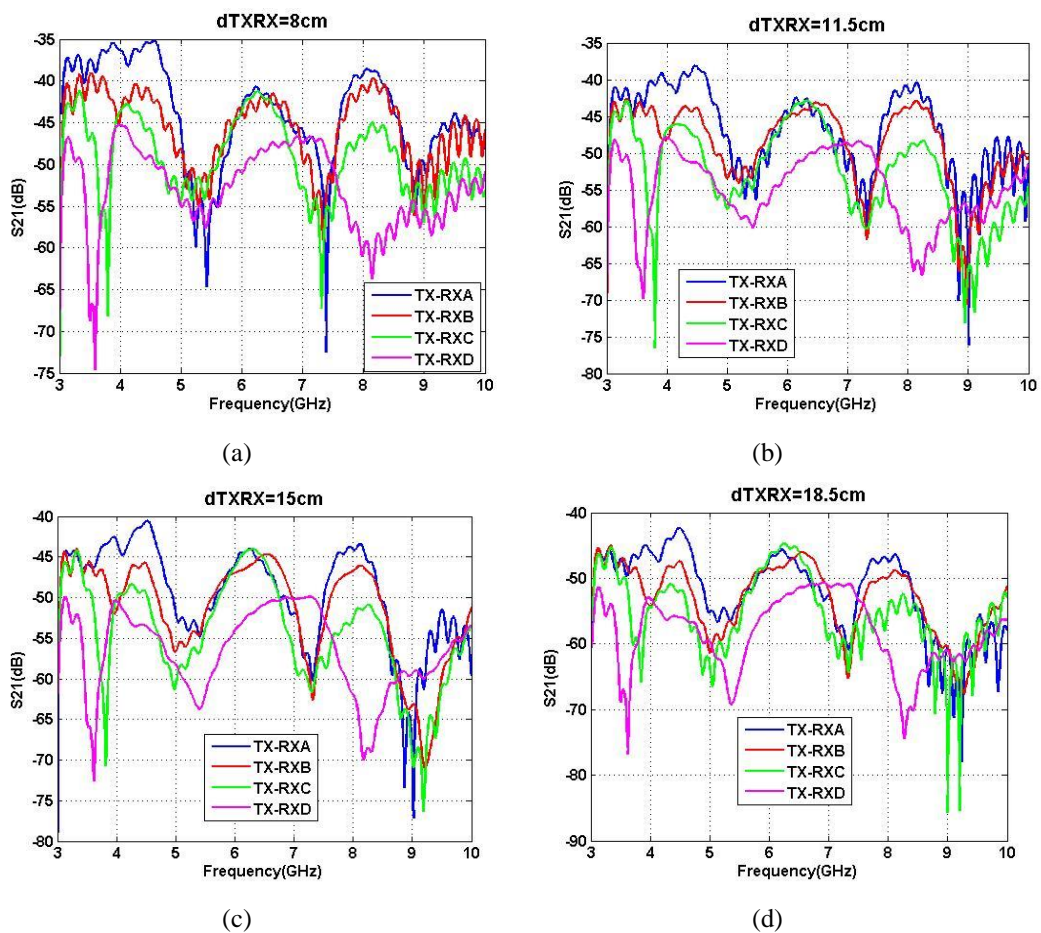 dTXRX=8cm
-35
-40
-45
-50
-55
-60
-65
-70
-75
S21(dB)
TX-RXA
TX-RXB
TX-RXC
TX-RXD
3 4 5 6 7 8 9 10
Frequency(GHz)
(a)
dTXRX=11.5cm
-35
-40
-45
-50
-55
-60
-65
-70
-75
-80
S21(dB)
TX-RXA
TX-RXB
TX-RXC
TX-RXD
3 4 5 6 7 8 9 10
Frequency(GHz)
(b)
dTXRX=15cm
-40
-45
-50
-55
-60
-65
-70
-75
-80
S21(dB)
TX-RXA
TX-RXB
TX-RXC
TX-RXD
3 4 5 6 7 8 9 10
Frequency(GHz)
(c)
dTXRX=18.5cm
-40
-50
-60
-70
-80
-90
S21(dB)
TX-RXA
TX-RXB
TX-RXC
TX-RXD
3 4 5 6 7 8 9 10
Frequency(GHz)
(d)